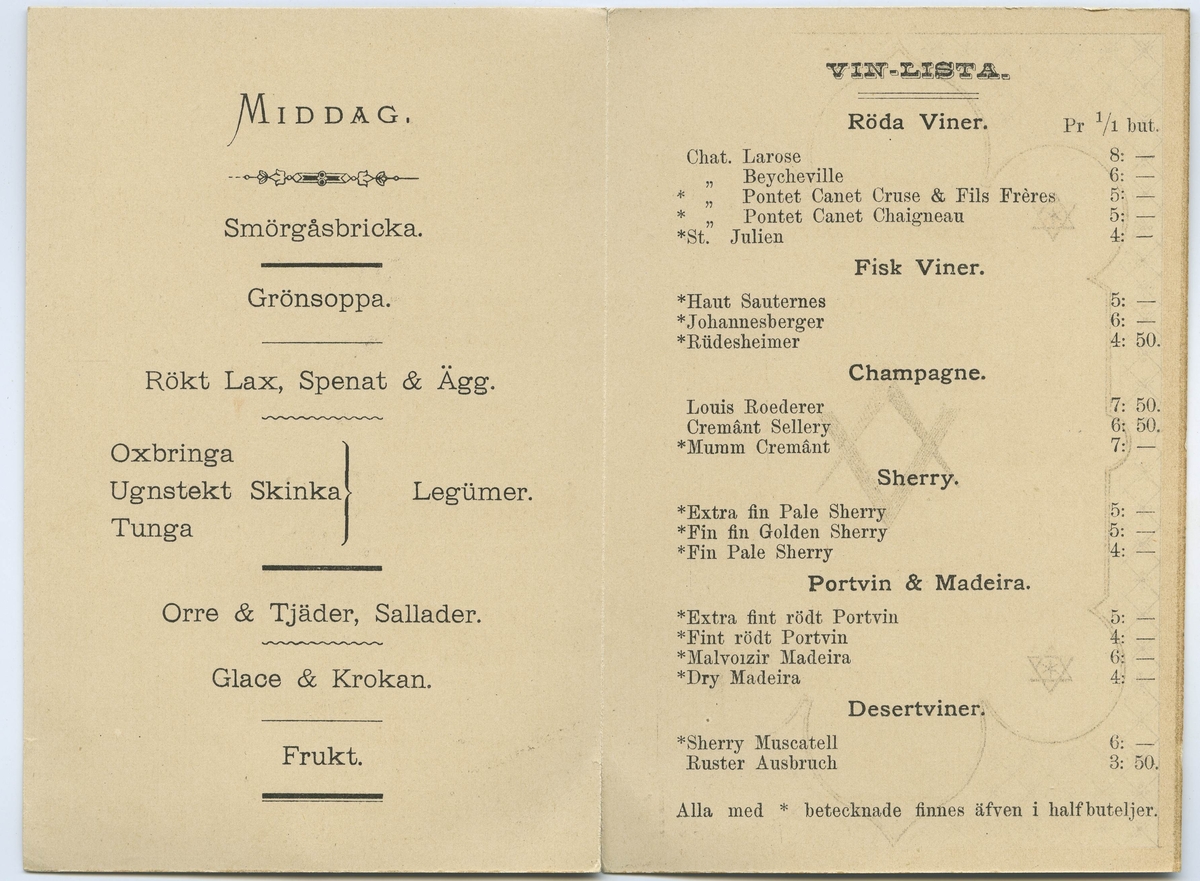 MIDDAG.
Smörgåsbricka.
Grönsoppa.
Rökt Lax, Spenat & Ägg.
Oxbringa
Ugnstekt Skinka } Legümer.
Tunga
Orre & Tjäder, Sallader.
Glace & Krokan.
Frukt.
VIN-LISTA.
Röda Viner. Pr 1/1 but.
Chat. Larose 8: —
„ Beycheville 6: —
* „ Pontet Canet Cruse & Fils Frères 5: —
* „ Pontet Canet Chaigneau 5: —
*St. Julien 4: —
Fisk Viner.
*Haut Sauternes 5: —
*Johannesberger 6: —
*Rüdesheimer 4: 50.
Champagne.
Louis Roederer 7: 50.
Cremânt Sellery 6: 50.
*Mumm Cremânt 7: —
Sherry.
*Extra fin Pale Sherry 5: —
*Fin fin Golden Sherry 5: —
*Fin Pale Sherry 4: —
Portvin & Madeira.
*Extra fint rödt Portvin 5: —
*Fint rödt Portvin 4: —
*Malvoizir Madeira 6: —
*Dry Madeira 4: —
Desertviner.
*Sherry Muscatell 6: —
Ruster Ausbruch 3: 50.
Alla med * betecknade finnes äfven i halfbuteljer.